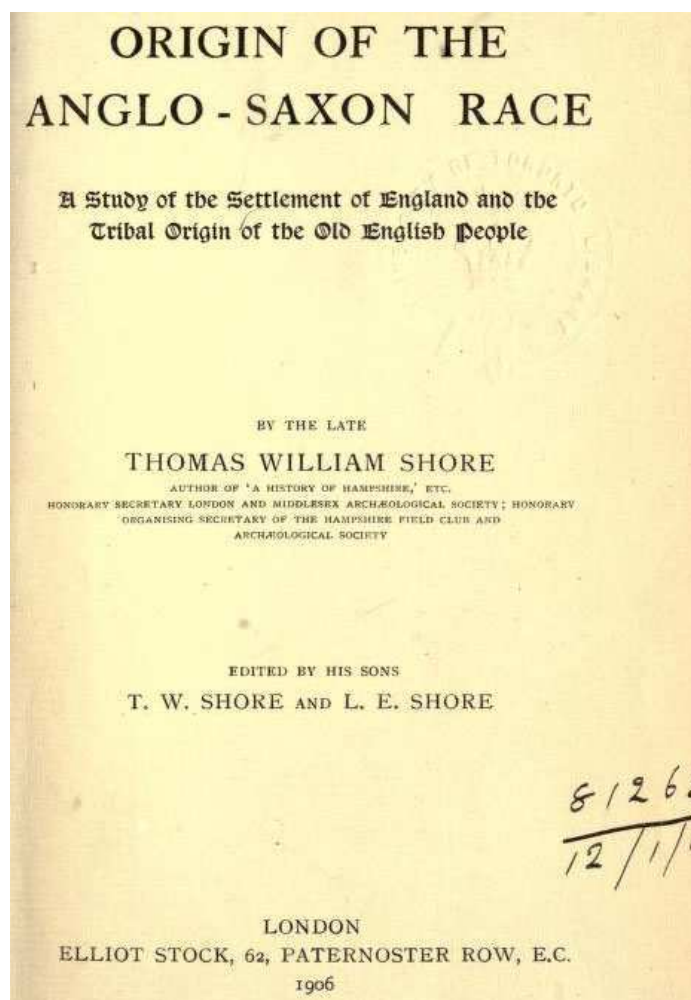 ORIGIN OF THE
ANGLO-SAXON RACE
A Study of the Settlement of England and the
Tribal Origin of the Old English People
BY THE LATE
THOMAS WILLIAM SHORE
AUTHOR OF 'A HISTORY OF HAMPSHIRE,' ETC.
HONORARY SECRETARY LONDON AND MIDDLESEX ARCHÆOLOGICAL SOCIETY; HONORARY
ORGANISING SECRETARY OF THE HAMPSHIRE FIELD CLUB AND
ARCHÆOLOGICAL SOCIETY
EDITED BY HIS SONS
T. W. SHORE AND L. E. SHORE
8126
12/1/
LONDON
ELLIOT STOCK, 62, PATERNOSTER ROW, E.C.
1906